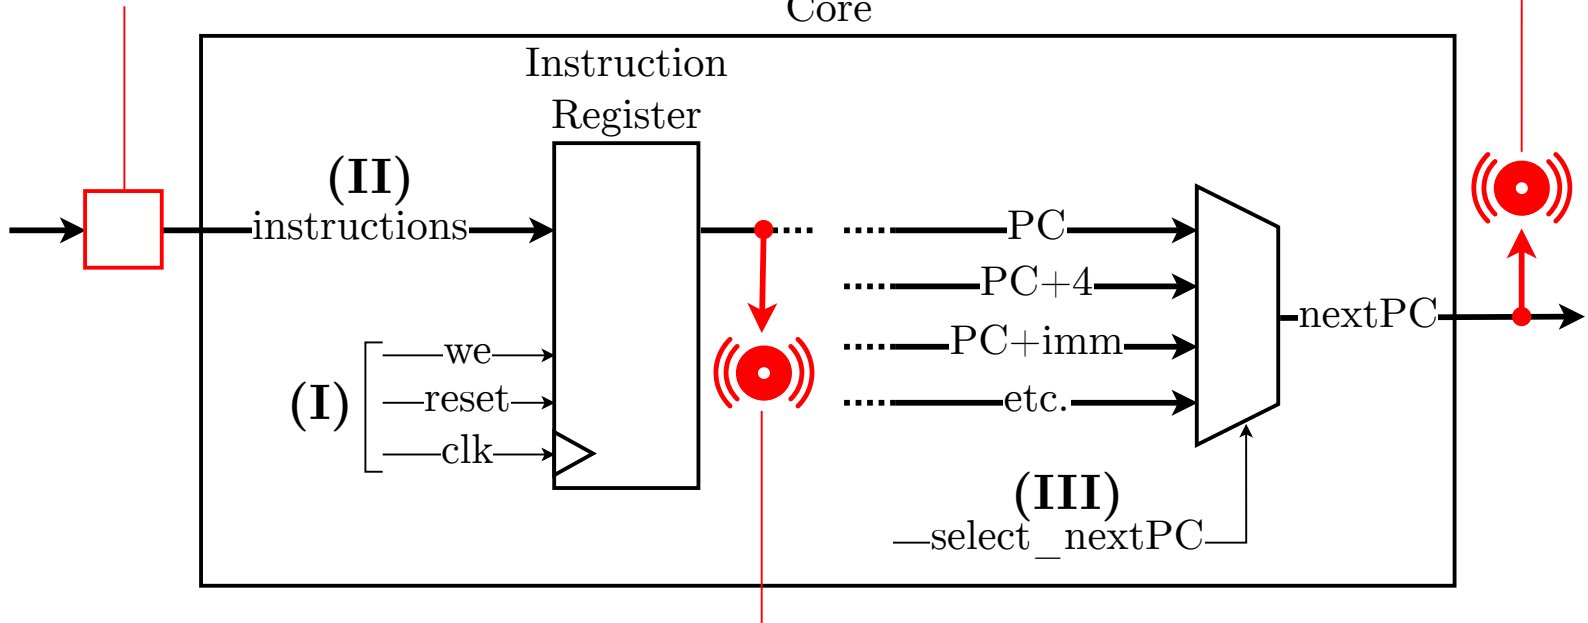 Core
Instruction
Register
(II)
instructions
PC
PC+4
nextPC
PC+imm
we
(I)
reset
etc.
clk
(III)
select_nextPC